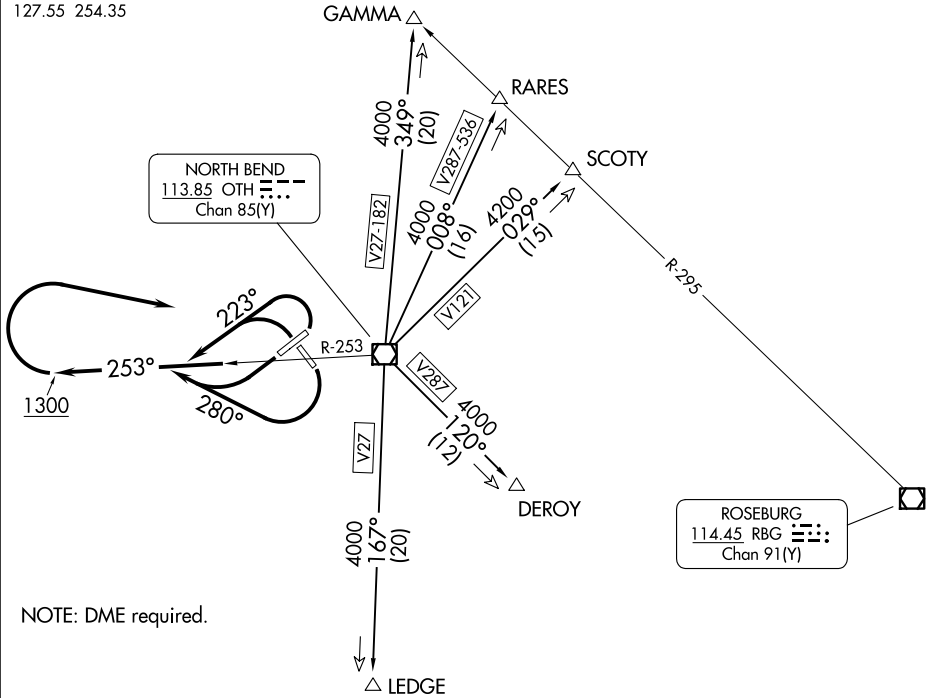 127.55 254.35
GAMMA
RARES
SCOTY
4000
349°
(20)
V287-536
NORTH BEND
113.85 OTH
Chan 85(Y)
V27-182
4000
008°
(16)
4200
029°
(15)
V121
R-295
223°
R-253
253°
1300
280°
V287
4000
120°
(12)
V27
DEROY
ROSEBURG
114.45 RBG
Chan 91(Y)
4000
167°
(20)
NOTE: DME required.
LEDGE